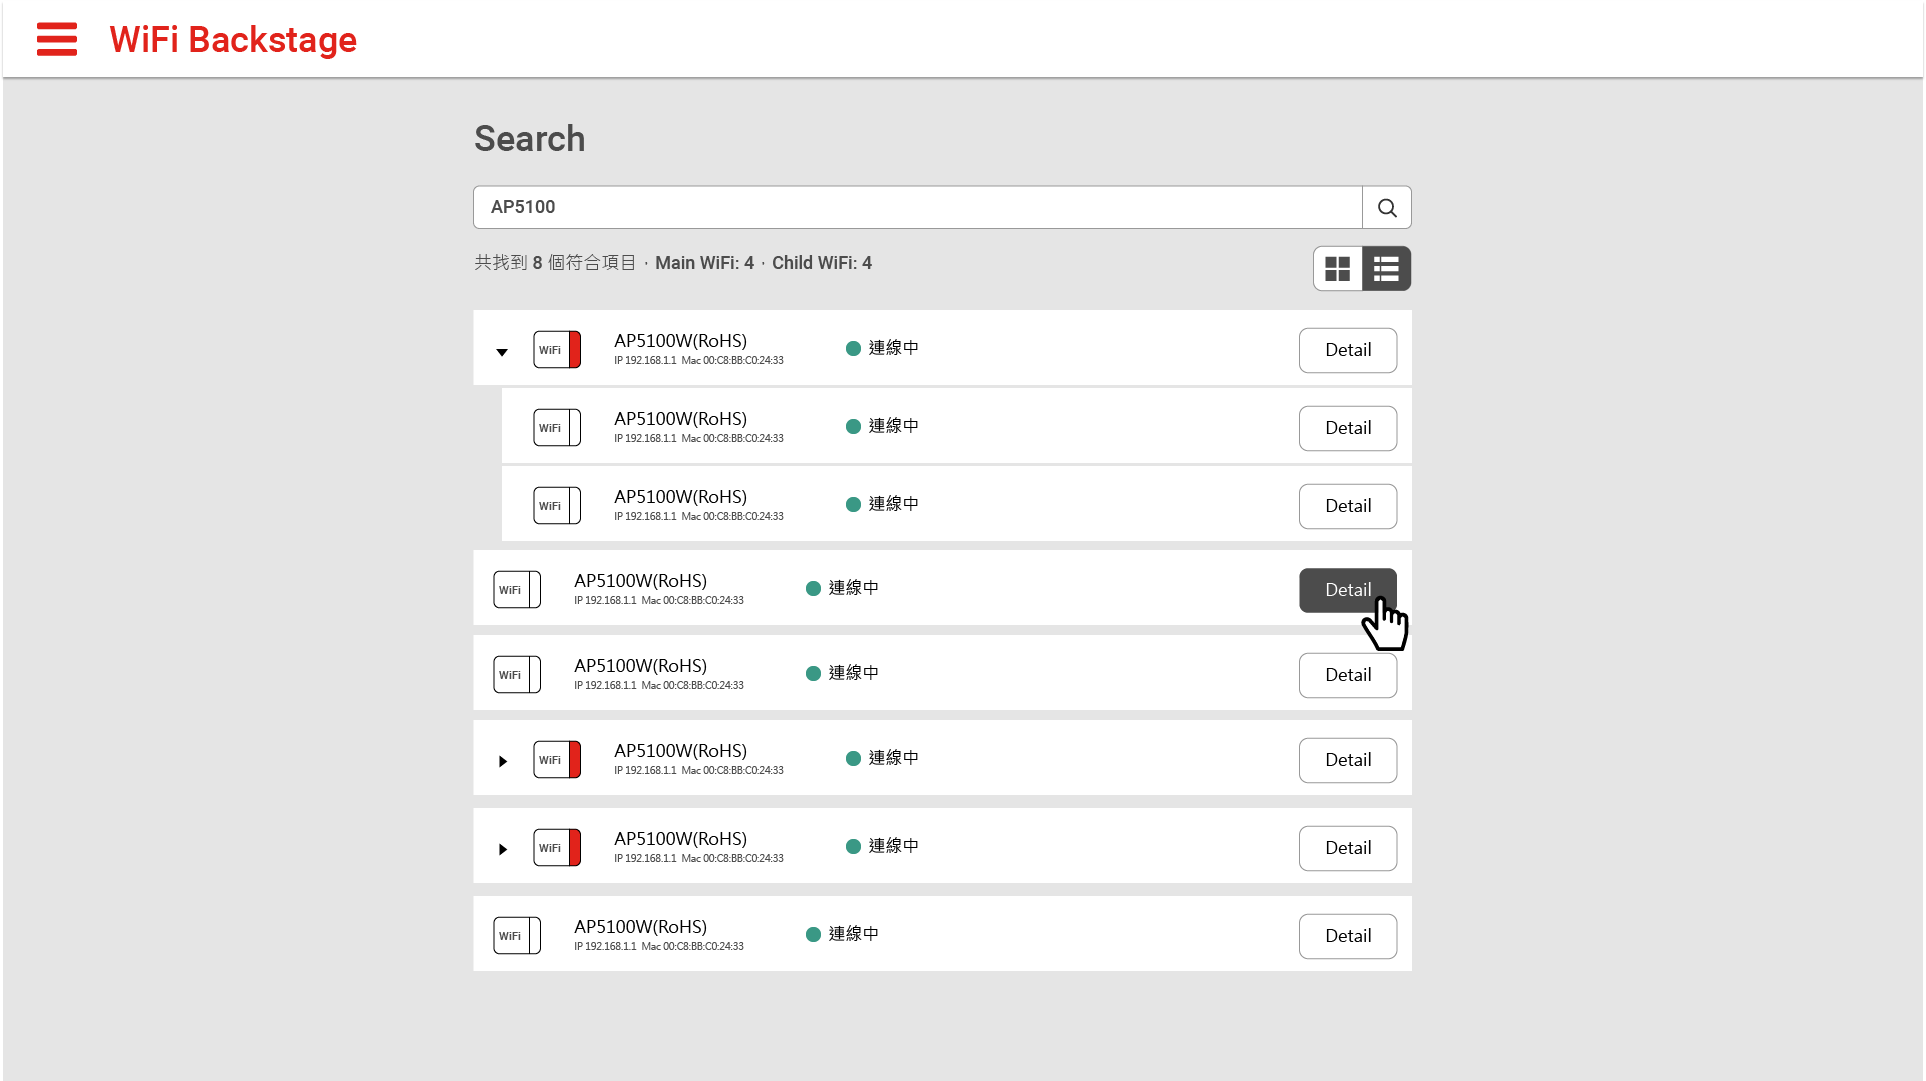 WiFi Backstage
Search
AP5100
共找到 8 個符合項目 · Main WiFi: 4 · Child WiFi: 4
WiFi AP5100W(RoHS) 連線中 Detail
IP 192.168.1.1 Mac 00:C8:BB:C0:24:33
WiFi AP5100W(RoHS) 連線中 Detail
IP 192.168.1.1 Mac 00:C8:BB:C0:24:33
WiFi AP5100W(RoHS) 連線中 Detail
IP 192.168.1.1 Mac 00:C8:BB:C0:24:33
WiFi AP5100W(RoHS) 連線中 Detail
IP 192.168.1.1 Mac 00:C8:BB:C0:24:33
WiFi AP5100W(RoHS) 連線中 Detail
IP 192.168.1.1 Mac 00:C8:BB:C0:24:33
WiFi AP5100W(RoHS) 連線中 Detail
IP 192.168.1.1 Mac 00:C8:BB:C0:24:33
WiFi AP5100W(RoHS) 連線中 Detail
IP 192.168.1.1 Mac 00:C8:BB:C0:24:33
WiFi AP5100W(RoHS) 連線中 Detail
IP 192.168.1.1 Mac 00:C8:BB:C0:24:33